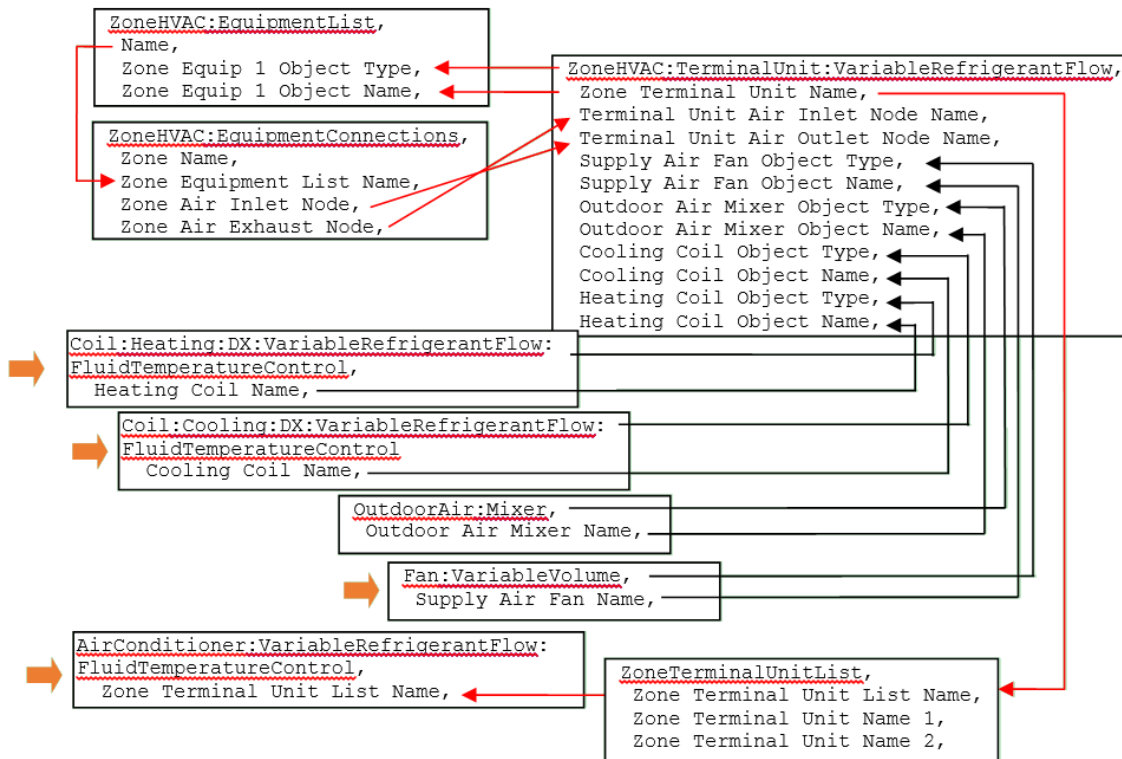 ZoneHVAC:EquipmentList,
Name,
Zone Equip 1 Object Type,
Zone Equip 1 Object Name,
ZoneHVAC:EquipmentConnections,
Zone Name,
Zone Equipment List Name,
Zone Air Inlet Node,
Zone Air Exhaust Node,
ZoneHVAC:TerminalUnit:VariableRefrigerantFlow,
Zone Terminal Unit Name,
Terminal Unit Air Inlet Node Name,
Terminal Unit Air Outlet Node Name,
Supply Air Fan Object Type,
Supply Air Fan Object Name,
Outdoor Air Mixer Object Type,
Outdoor Air Mixer Object Name,
Cooling Coil Object Type,
Cooling Coil Object Name,
Heating Coil Object Type,
Heating Coil Object Name,
Coil:Heating:DX:VariableRefrigerantFlow:
FluidTemperatureControl,
Heating Coil Name,
Coil:Cooling:DX:VariableRefrigerantFlow:
FluidTemperatureControl
Cooling Coil Name,
OutdoorAir:Mixer,
Outdoor Air Mixer Name,
Fan:VariableVolume,
Supply Air Fan Name,
AirConditioner:VariableRefrigerantFlow:
FluidTemperatureControl,
Zone Terminal Unit List Name,
ZoneTerminalUnitList,
Zone Terminal Unit List Name,
Zone Terminal Unit Name 1,
Zone Terminal Unit Name 2,